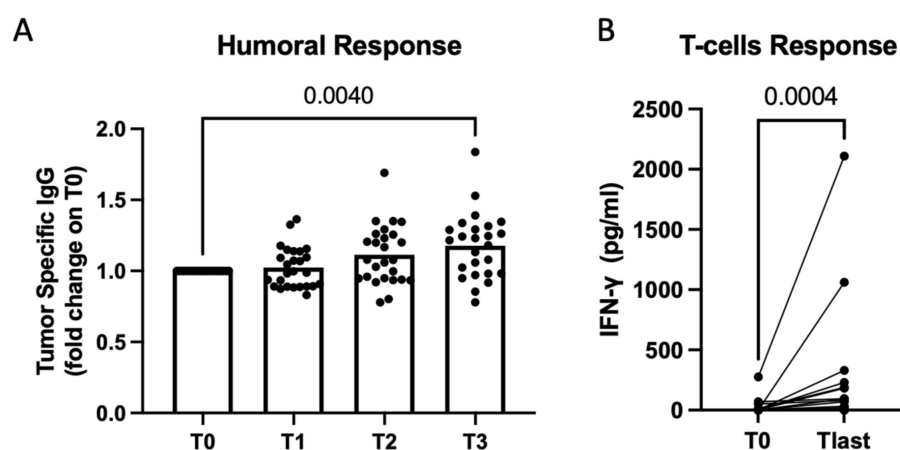 A
Humoral Response
0.0040
Tumor Specific IgG
(fold change on T0)
2.0
1.5
1.0
0.5
0.0
T0 T1 T2 T3
B
T-cells Response
0.0004
IFN-γ (pg/ml)
2500
2000
1500
1000
500
0
T0 Tlast